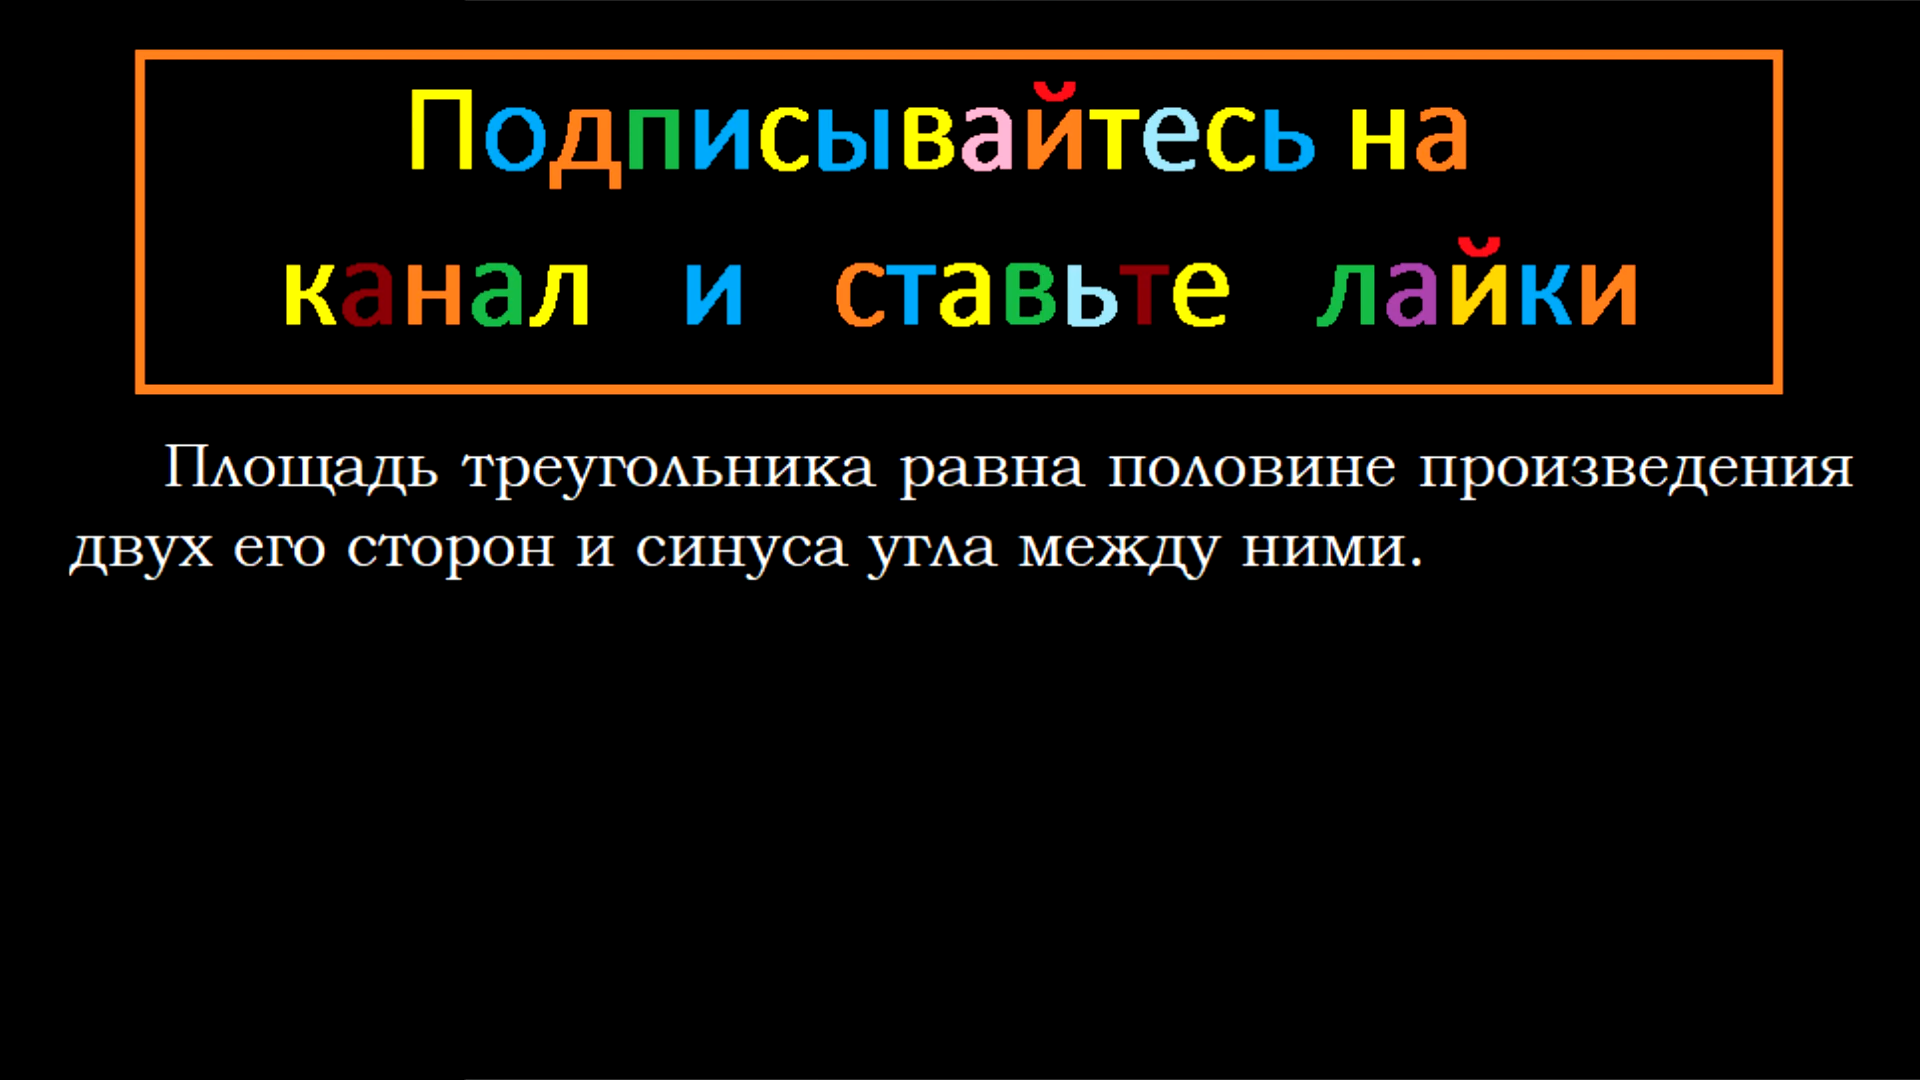 Подписывайтесь на
канал и ставьте лайки
Площадь треугольника равна половине произведения
двух его сторон и синуса угла между ними.